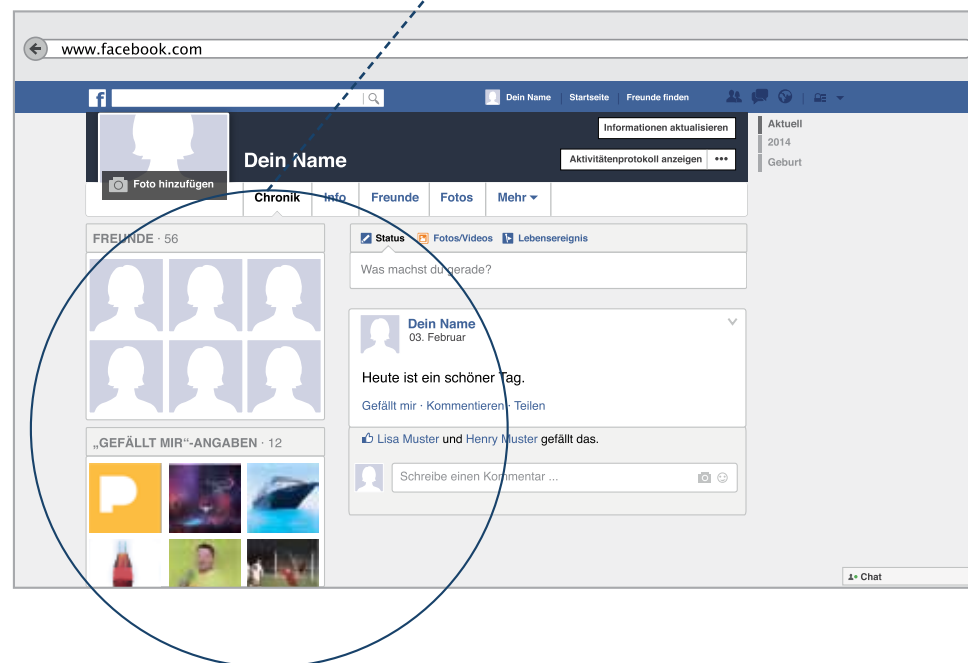 www.facebook.com
f
Dein Name | Startseite | Freunde finden
Informationen aktualisieren
Aktuell
2014
Geburt
Dein Name
Aktivitätenprotokoll anzeigen •••
Foto hinzufügen
Chronik Info Freunde Fotos Mehr
FREUNDE · 56
Status Fotos/Videos Lebensereignis
Was machst du gerade?
Dein Name
03. Februar
Heute ist ein schöner Tag.
Gefällt mir · Kommentieren · Teilen
Lisa Muster und Henry Muster gefällt das.
Schreibe einen Kommentar ...
„GEFÄLLT MIR“-ANGABEN · 12
P
Chat